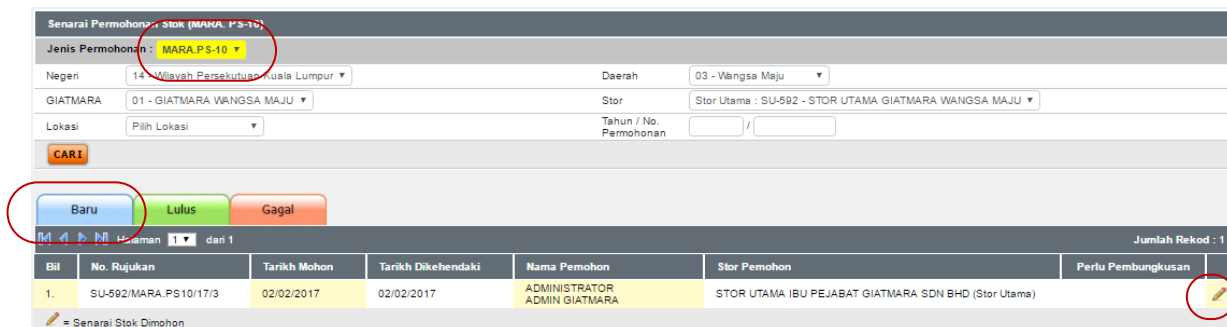 Senarai Permohonan Stok (MARA. PS-10)
Jenis Permohonan : MARA.PS-10
Negeri 14 - Wilayah Persekutuan Kuala Lumpur Daerah 03 - Wangsa Maju
GIATMARA 01 - GIATMARA WANGSA MAJU Stor Stor Utama : SU-592 - STOR UTAMA GIATMARA WANGSA MAJU
Lokasi Pilih Lokasi Tahun / No. Permohonan /
CARI
Baru Lulus Gagal
Halaman 1 dari 1 Jumlah Rekod : 1
Bil No. Rujukan Tarikh Mohon Tarikh Dikehendaki Nama Pemohon Stor Pemohon Perlu Pembungkusan
1. SU-592/MARA.PS10/17/3 02/02/2017 02/02/2017 ADMINISTRATOR ADMIN GIATMARA STOR UTAMA IBU PEJABAT GIATMARA SDN BHD (Stor Utama)
= Senarai Stok Dimohon